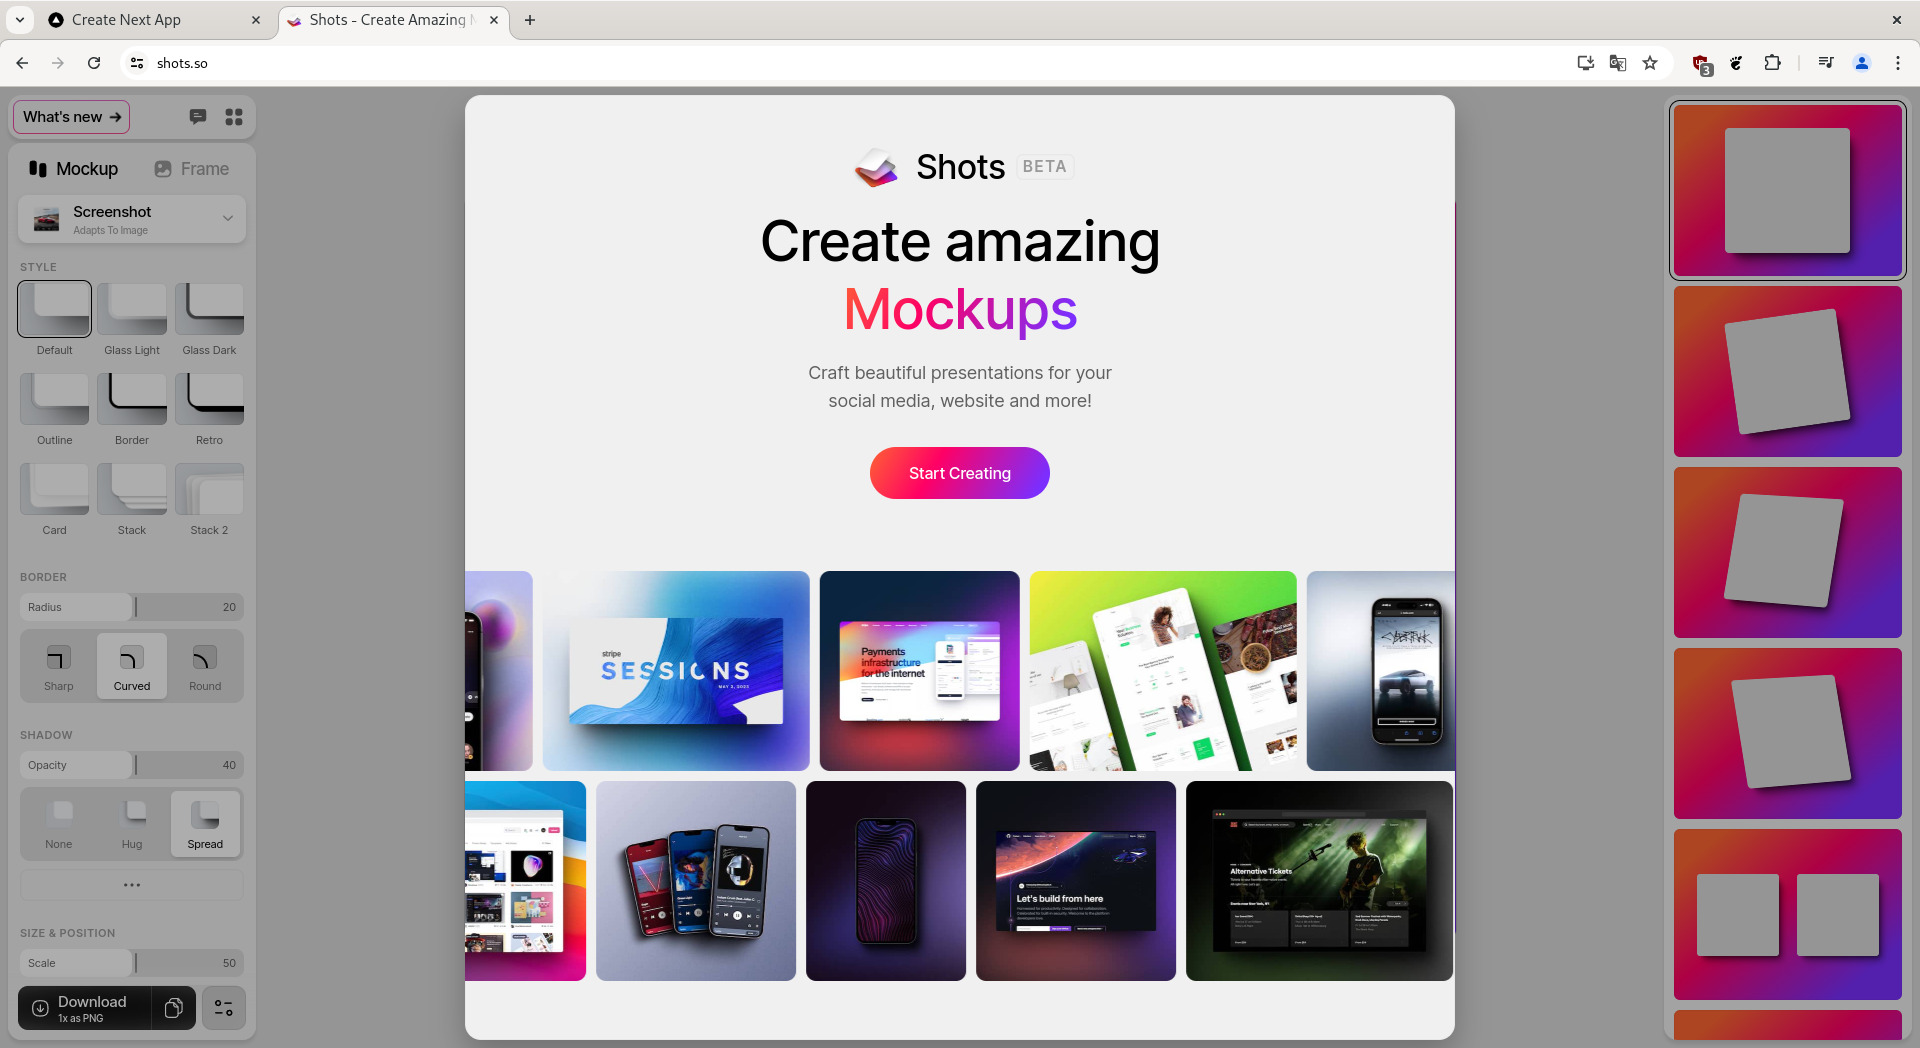 Create Next App
Shots - Create Amazing
shots.so
3
What's new
Mockup
Frame
Screenshot
Adapts To Image
STYLE
Default
Glass Light
Glass Dark
Outline
Border
Retro
Card
Stack
Stack 2
BORDER
Radius
20
Sharp
Curved
Round
SHADOW
Opacity
40
None
Hug
Spread
SIZE & POSITION
Scale
50
Download
1x as PNG
Shots
BETA
Create amazing
Mockups
Craft beautiful presentations for your
social media, website and more!
Start Creating
stripe
SESSIONS
Payments
infrastructure
for the internet
Let's build from here
Alternative Tickets